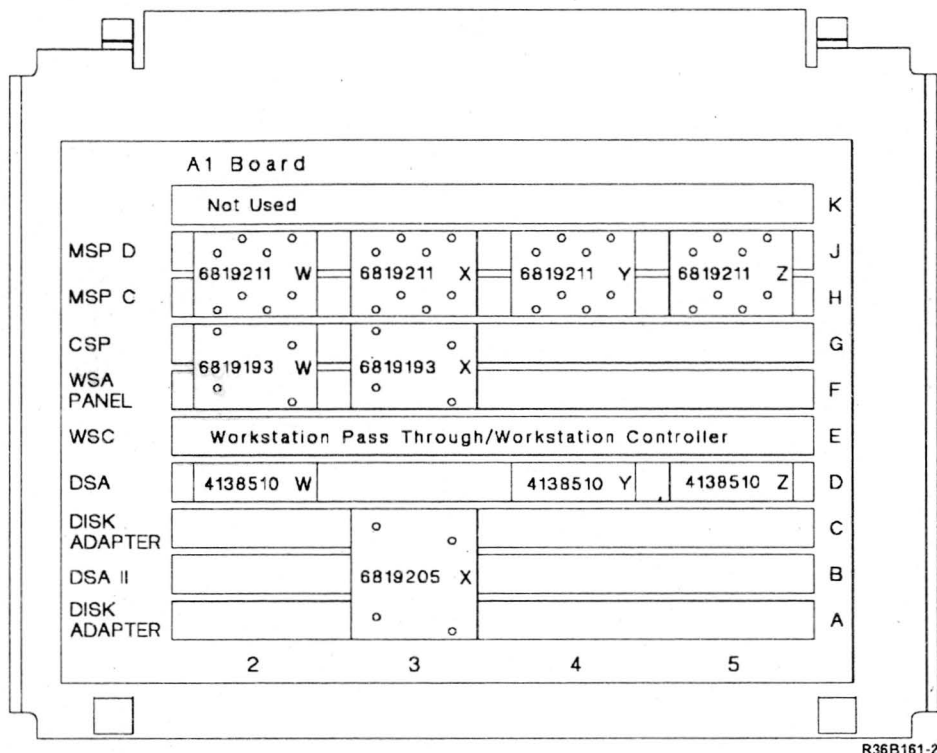 A1 Board
Not Used K
MSP D J
6819211 W 6819211 X 6819211 Y 6819211 Z
MSP C H
CSP G
6819193 W 6819193 X
WSA
PANEL F
WSC Workstation Pass Through/Workstation Controller E
DSA 4138510 W 4138510 Y 4138510 Z D
DISK
ADAPTER C
DSA II 6819205 X B
DISK
ADAPTER A
2 3 4 5
R36B161-2